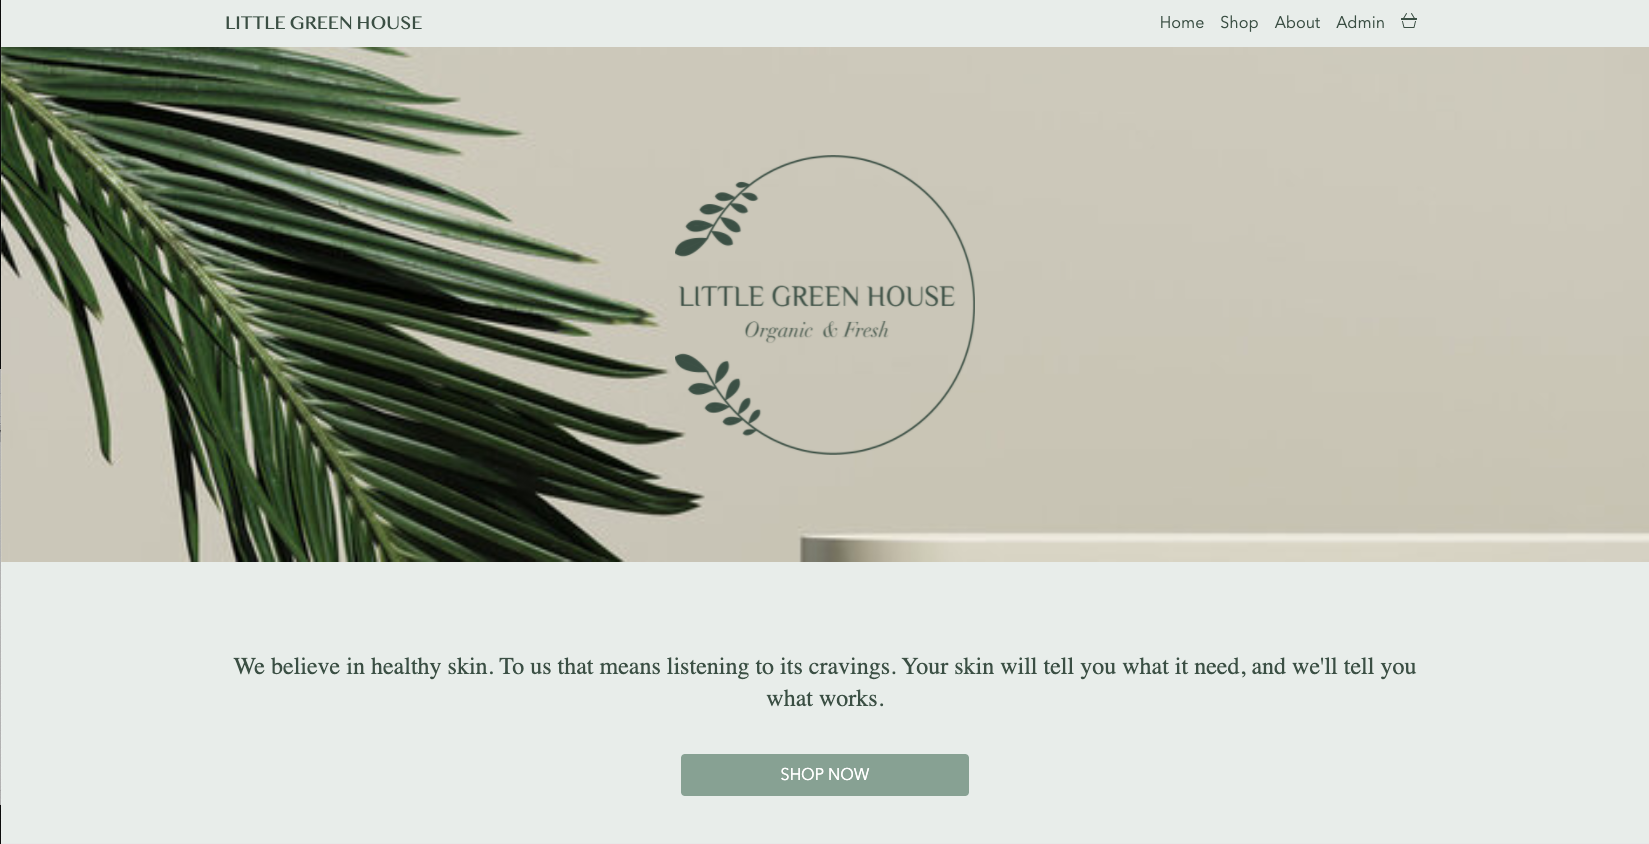 LITTLE GREEN HOUSE
Home Shop About Admin
LITTLE GREEN HOUSE
Organic & Fresh
We believe in healthy skin. To us that means listening to its cravings. Your skin will tell you what it need, and we'll tell you
what works.
SHOP NOW